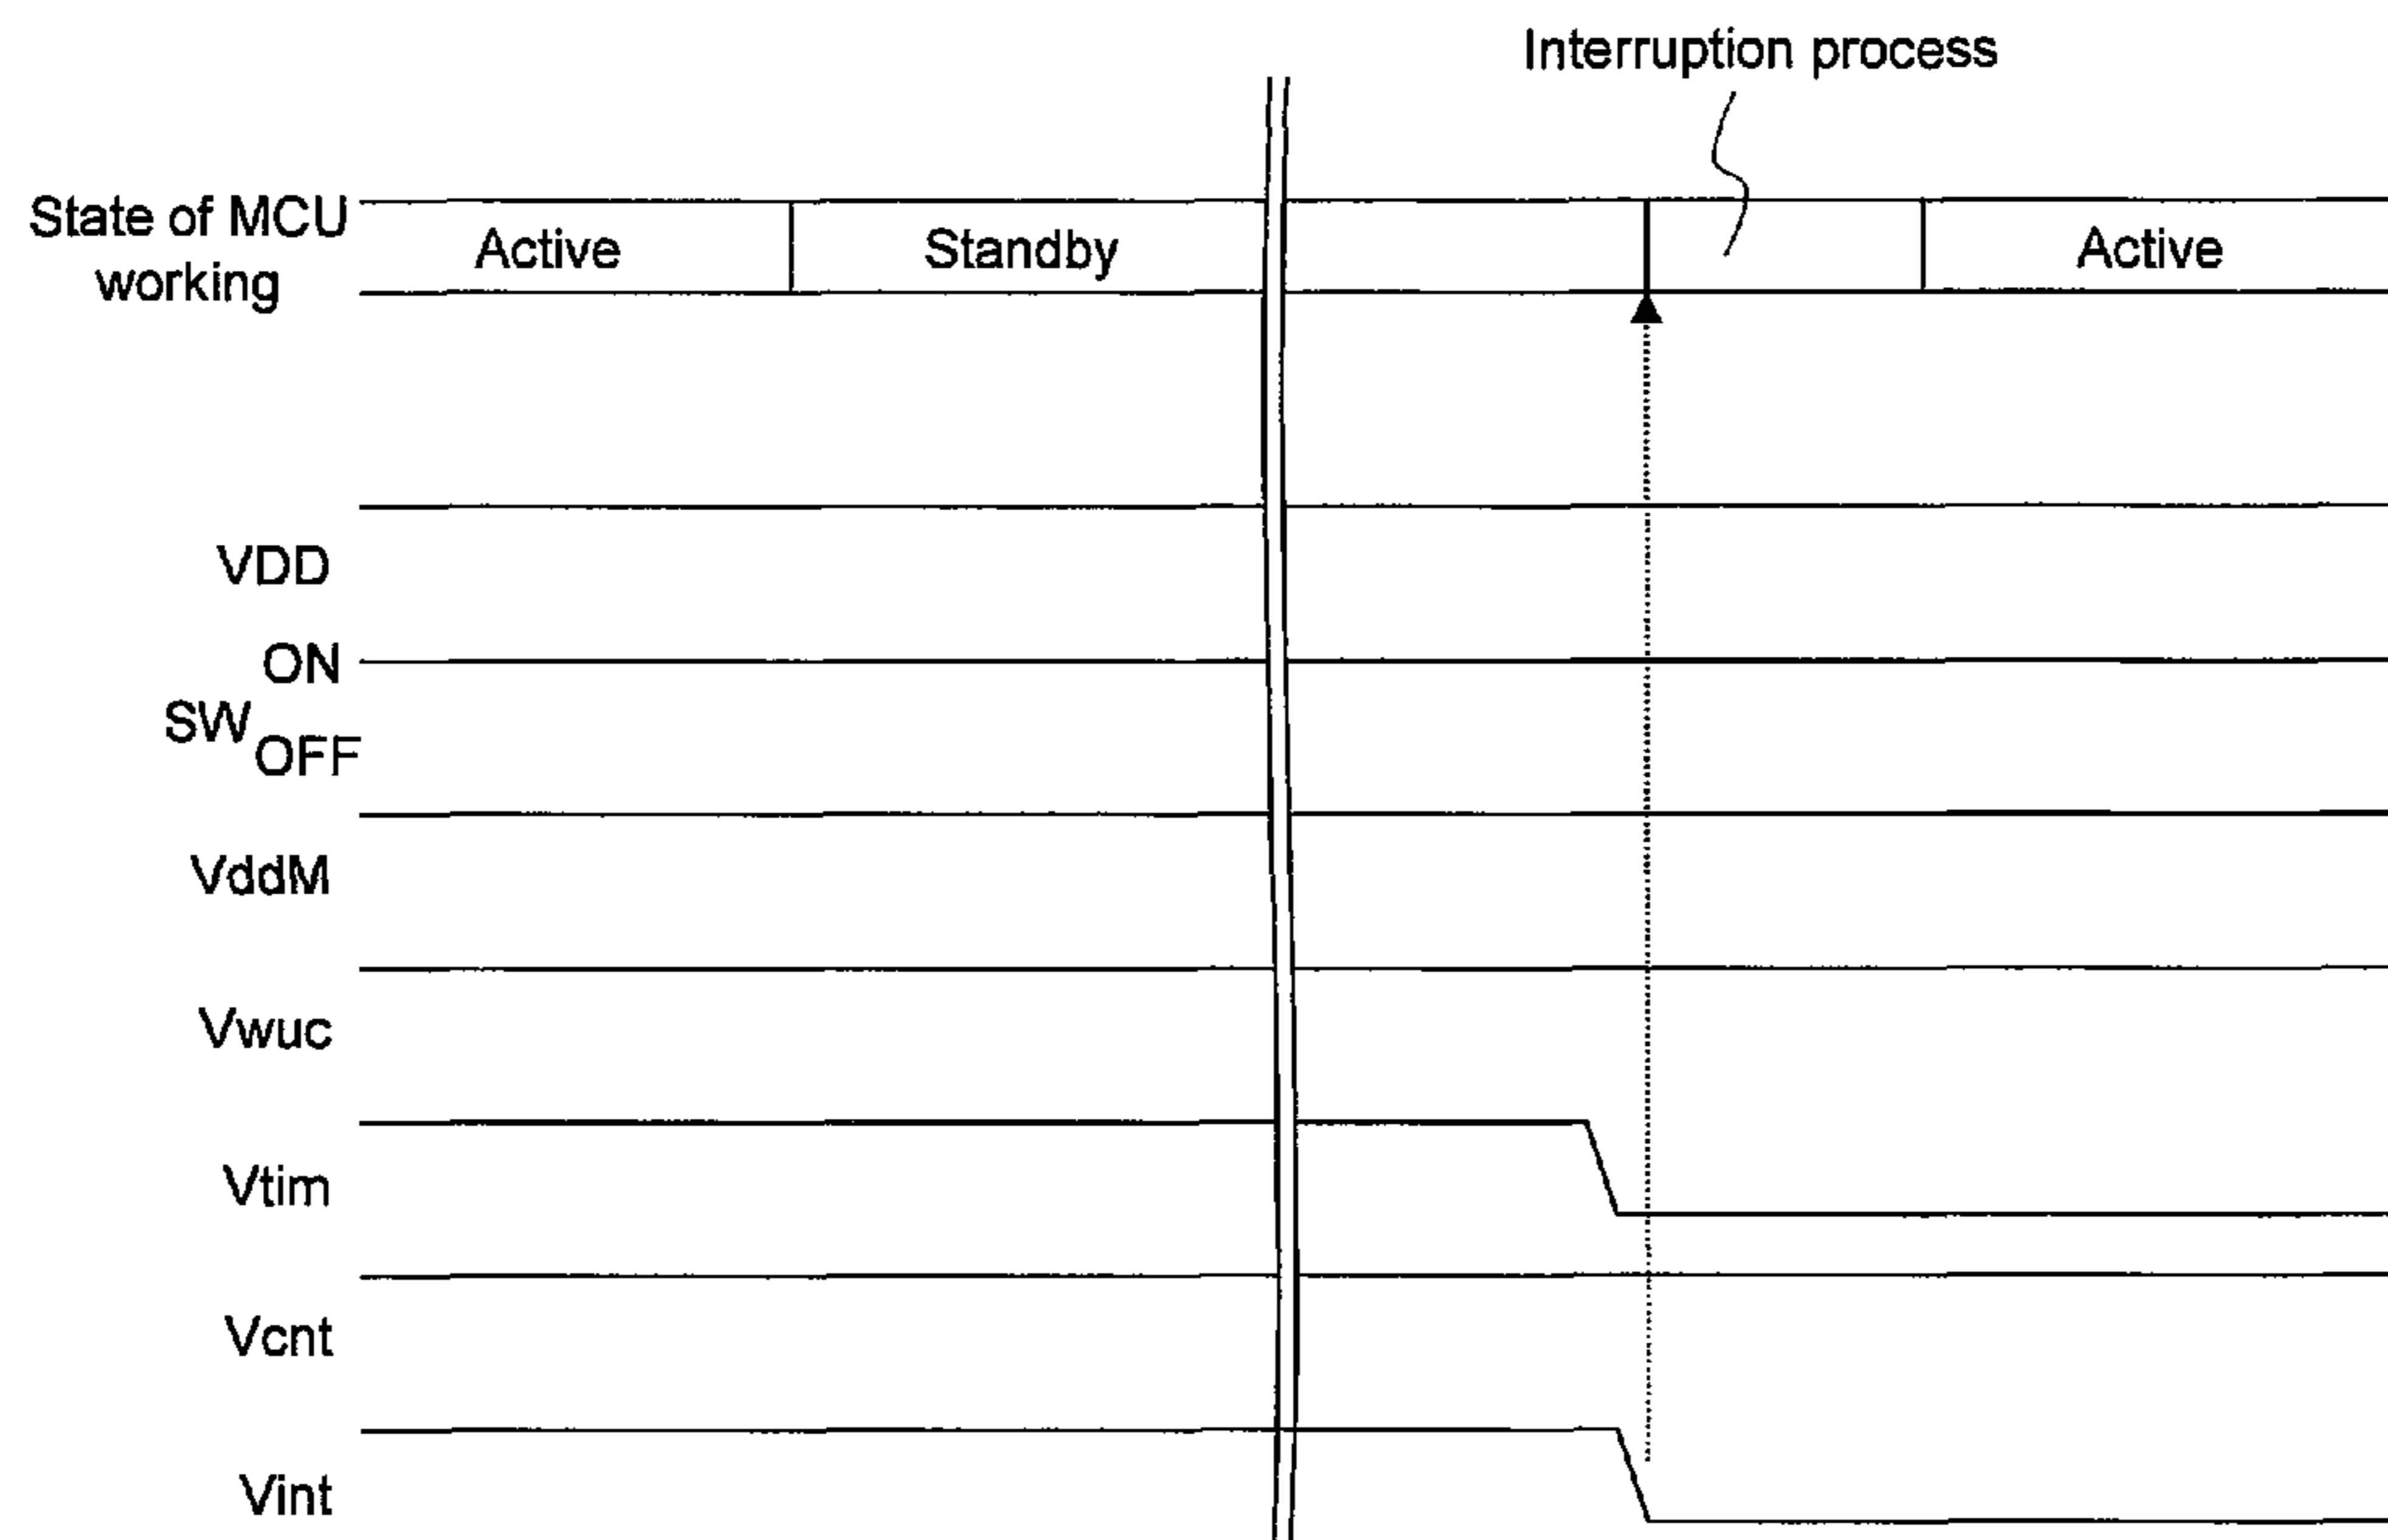 Interruption process
State of MCU
working
Active
Standby
Active
VDD
ON
SW
OFF
VddM
Vwuc
Vtim
Vcnt
Vint